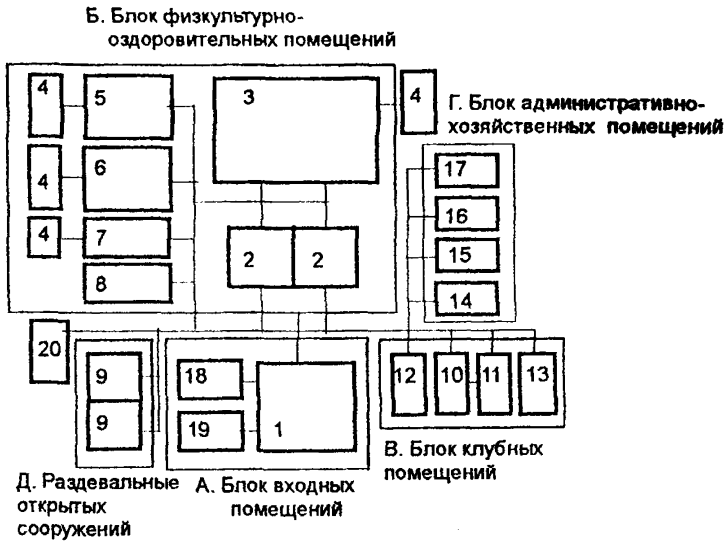 Б. Блок физкультурно-
оздоровительных помещений
4
5
3
4
Г. Блок административно-
хозяйственных помещений
4
6
17
16
4
7
2
2
15
8
14
20
9
18
12
10
11
13
9
19
1
В. Блок клубных
помещений
Д. Раздевальные
открытых
сооружений
А. Блок входных
помещений